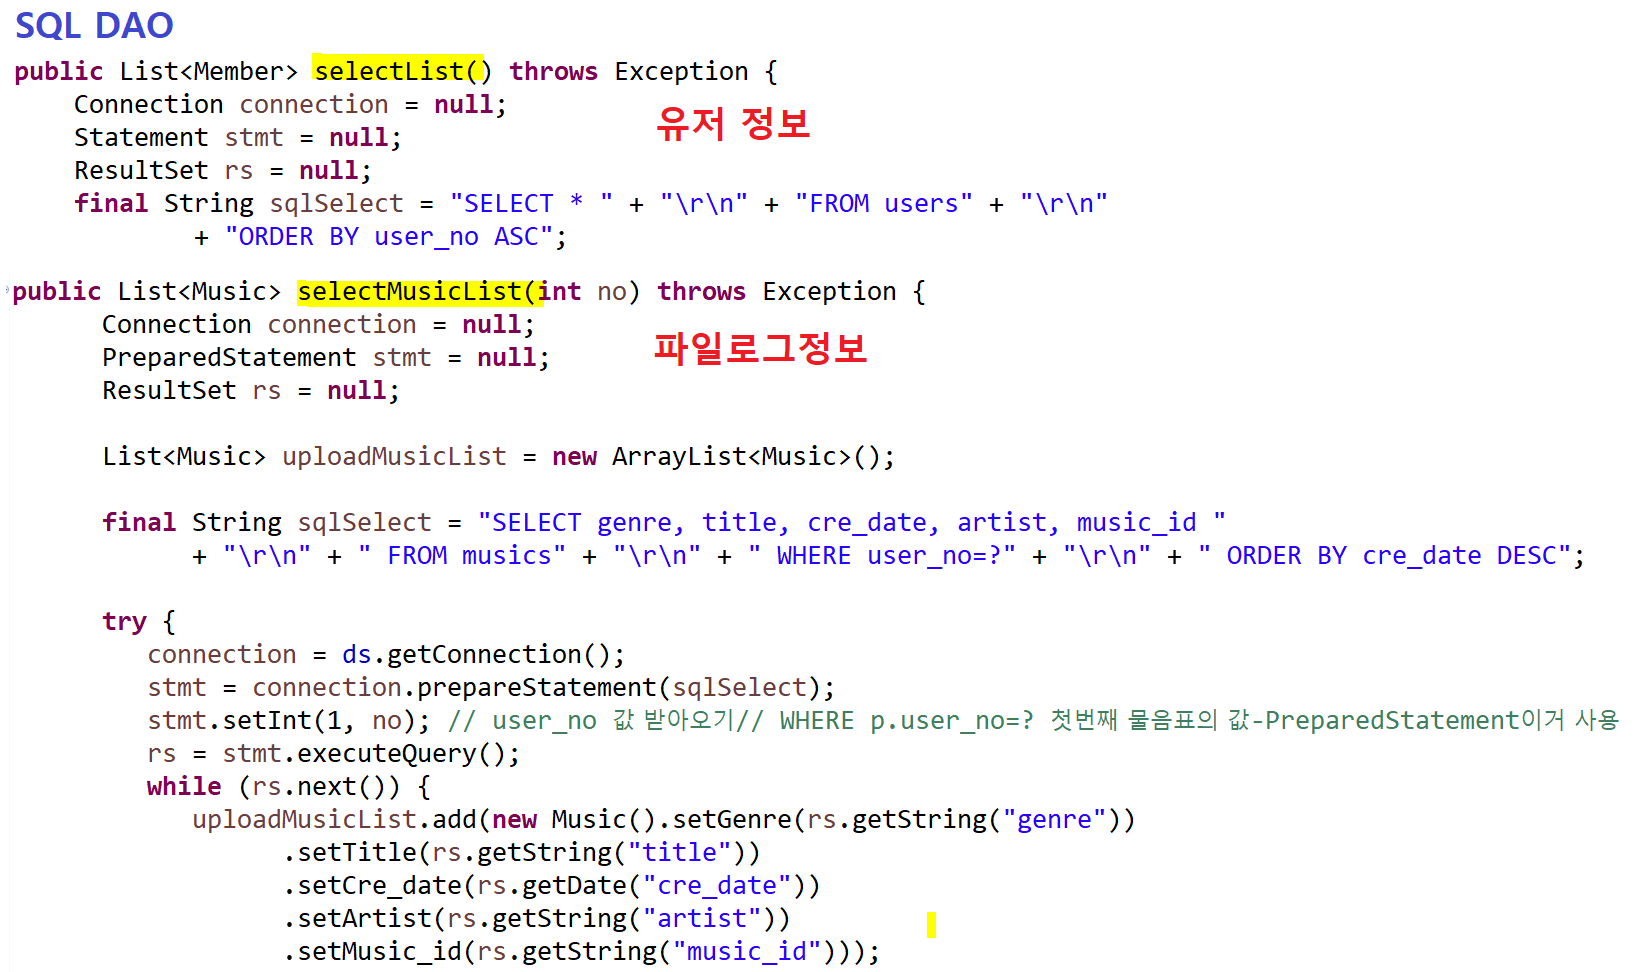 SQL DAO
public List<Member> selectList() throws Exception {
Connection connection = null;
유저 정보
Statement stmt = null;
ResultSet rs = null;
final String sqlSelect = "SELECT * " + "\r\n" + "FROM users" + "\r\n"
+ "ORDER BY user_no ASC";
public List<Music> selectMusicList(int no) throws Exception {
Connection connection = null;
파일로그정보
PreparedStatement stmt = null;
ResultSet rs = null;
List<Music> uploadMusicList = new ArrayList<Music>();
final String sqlSelect = "SELECT genre, title, cre_date, artist, music_id "
+ "\r\n" + " FROM musics" + "\r\n" + " WHERE user_no=?" + "\r\n" + " ORDER BY cre_date DESC";
try {
connection = ds.getConnection();
stmt = connection.prepareStatement(sqlSelect);
stmt.setInt(1, no); // user_no 값 받아오기// WHERE p.user_no=? 첫번째 물음표의 값-PreparedStatement이거 사용
rs = stmt.executeQuery();
while (rs.next()) {
uploadMusicList.add(new Music().setGenre(rs.getString("genre"))
.setTitle(rs.getString("title"))
.setCre_date(rs.getDate("cre_date"))
.setArtist(rs.getString("artist"))
.setMusic_id(rs.getString("music_id")));